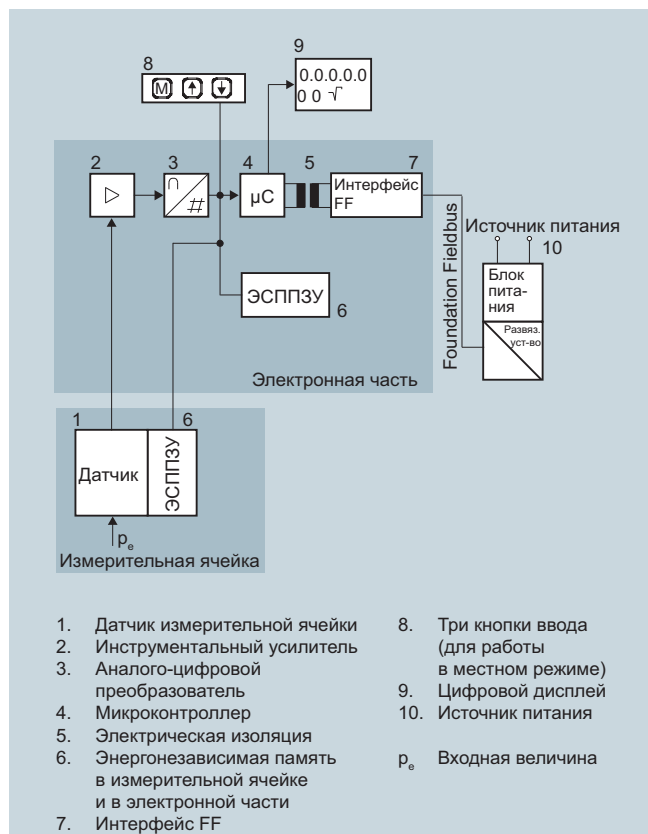 8
9
M
0.0.0.0.0
0 0 √
2
3
4
5
7
∩
#
µC
Интерфейс
FF
Источник питания
10
Блок
пита-
ния
Развяз.
уст-во
Foundation Fieldbus
ЭСППЗУ
6
Электронная часть
1
6
Датчик
ЭСППЗУ
pe
Измерительная ячейка
1. Датчик измерительной ячейки
2. Инструментальный усилитель
3. Аналого-цифровой
преобразователь
4. Микроконтроллер
5. Электрическая изоляция
6. Энергонезависимая память
в измерительной ячейке
и в электронной части
7. Интерфейс FF
8. Три кнопки ввода
(для работы
в местном режиме)
9. Цифровой дисплей
10. Источник питания
pe Входная величина